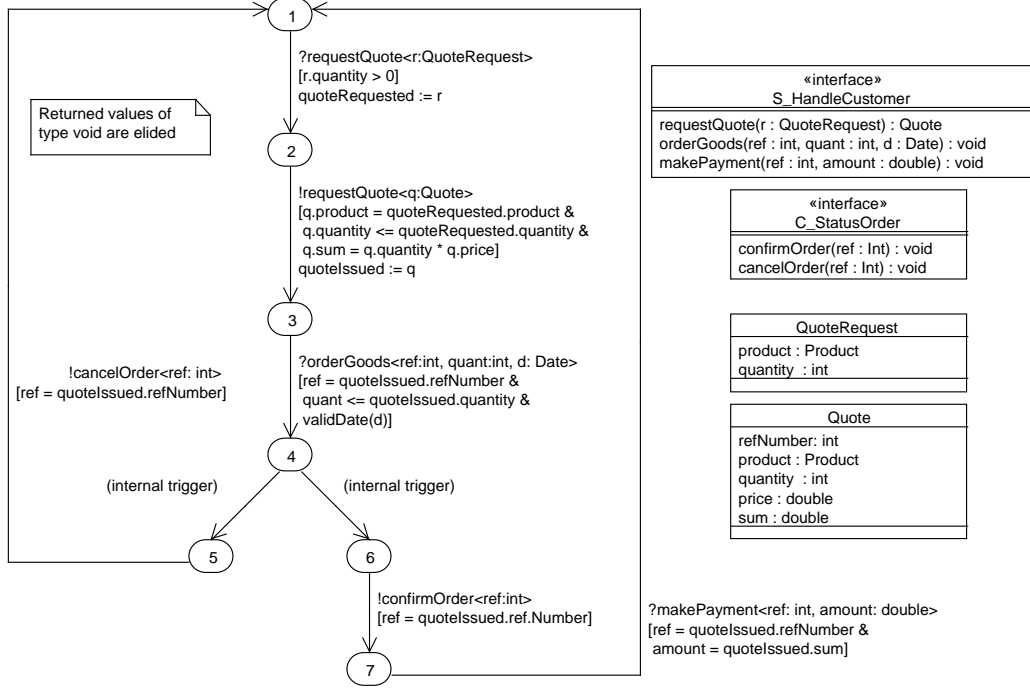 1
?requestQuote<r:QuoteRequest>
[r.quantity > 0]
quoteRequested := r
Returned values of
type void are elided
2
!requestQuote<q:Quote>
[q.product = quoteRequested.product &
q.quantity <= quoteRequested.quantity &
q.sum = q.quantity * q.price]
quoteIssued := q
3
?orderGoods<ref:int, quant:int, d: Date>
[ref = quoteIssued.refNumber &
quant <= quoteIssued.quantity &
validDate(d)]
!cancelOrder<ref: int>
[ref = quoteIssued.refNumber]
4
(internal trigger)
(internal trigger)
5
6
!confirmOrder<ref:int>
[ref = quoteIssued.ref.Number]
7
?makePayment<ref: int, amount: double>
[ref = quoteIssued.refNumber &
amount = quoteIssued.sum]
«interface»
S_HandleCustomer
requestQuote(r : QuoteRequest) : Quote
orderGoods(ref : int, quant : int, d : Date) : void
makePayment(ref : int, amount : double) : void
«interface»
C_StatusOrder
confirmOrder(ref : Int) : void
cancelOrder(ref : Int) : void
QuoteRequest
product : Product
quantity : int
Quote
refNumber: int
product : Product
quantity : int
price : double
sum : double